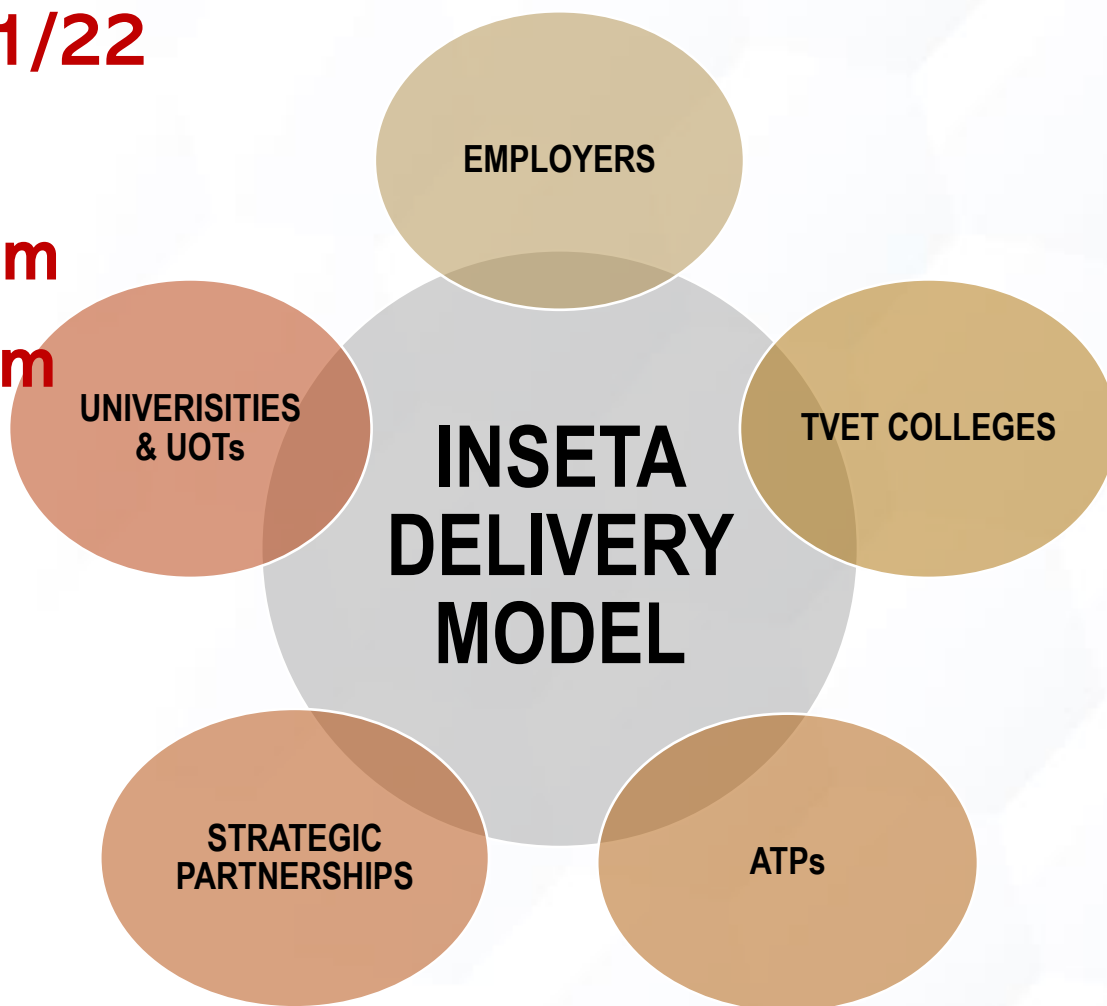 1/22
EMPLOYERS
m
m
UNIVERISITIES
& UOTs
TVET COLLEGES
INSETA
DELIVERY
MODEL
STRATEGIC
PARTNERSHIPS
ATPs